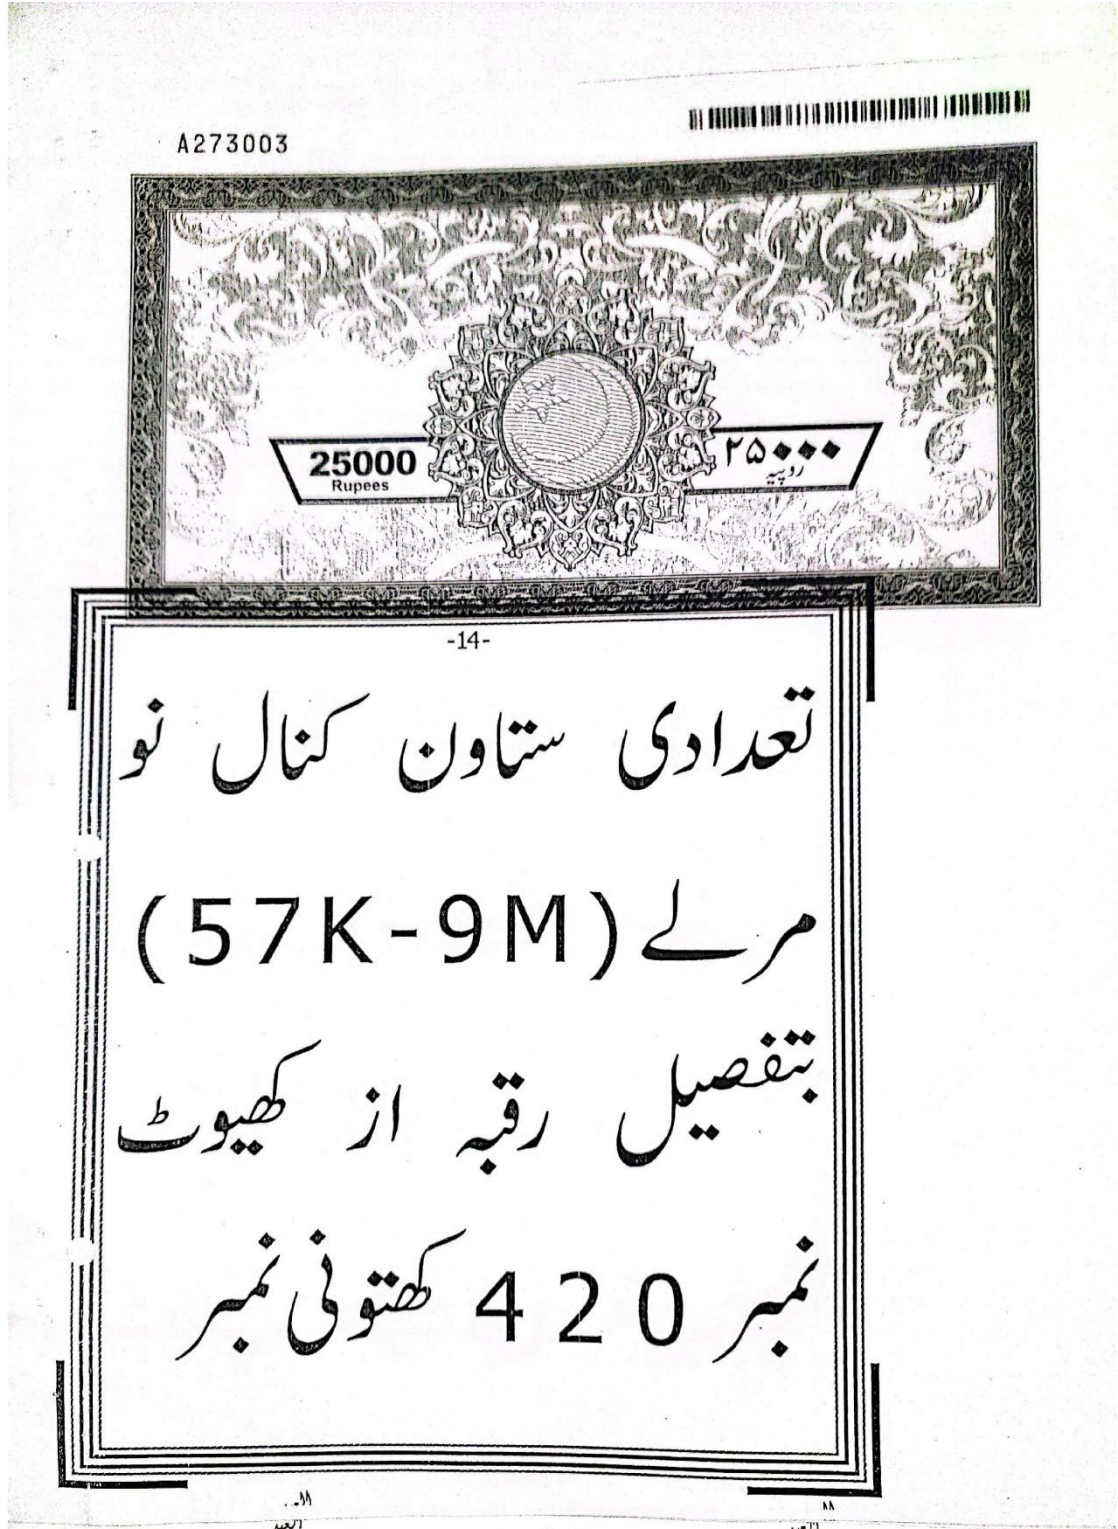 A273003
25000
Rupees
۲۵۰۰۰
روپیہ
-14-
تعدادی ستاون کنال نو
مرلے (57K-9M)
بتفصیل رقبہ از کھیوٹ
نمبر 420 کھتونی نمبر